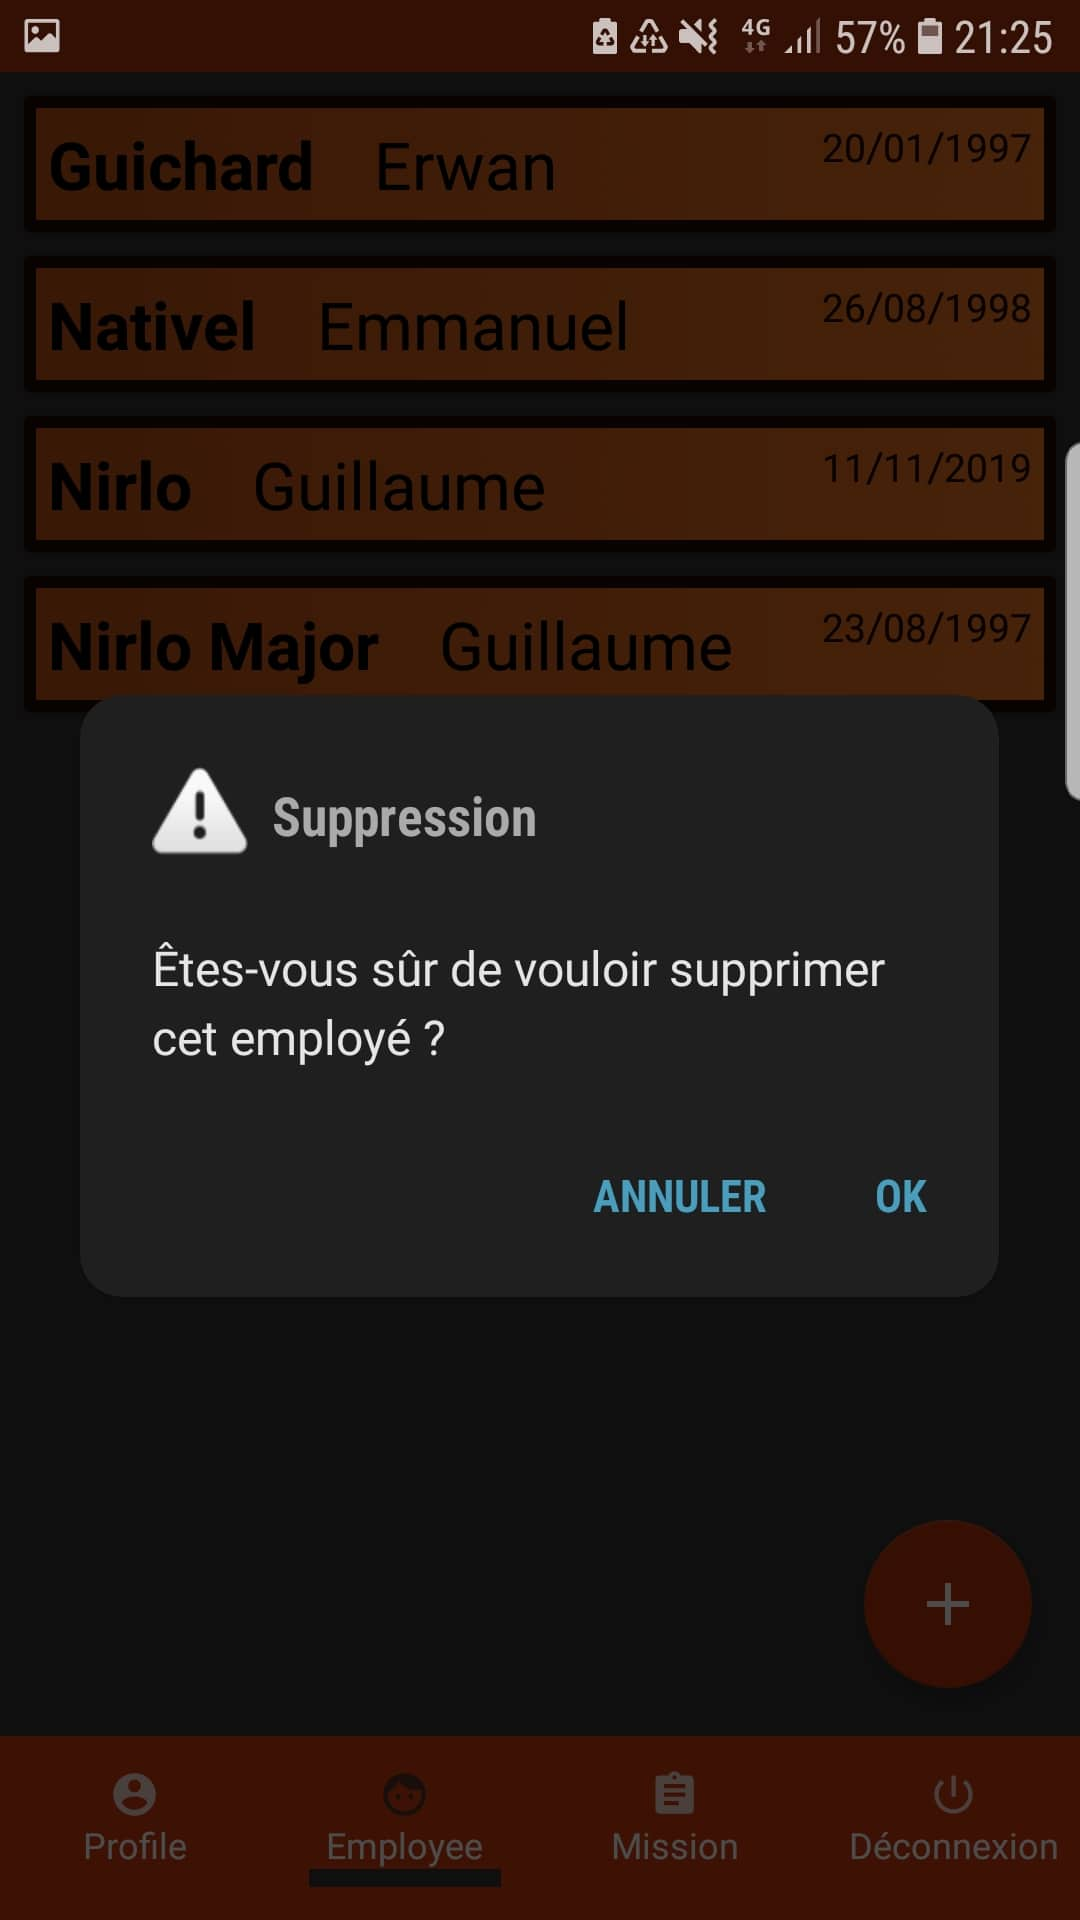 4G 57% 21:25
Guichard Erwan 20/01/1997
Nativel Emmanuel 26/08/1998
Nirlo Guillaume 11/11/2019
Nirlo Major Guillaume 23/08/1997
Suppression
Êtes-vous sûr de vouloir supprimer
cet employé ?
ANNULER OK
Profile Employee Mission Déconnexion